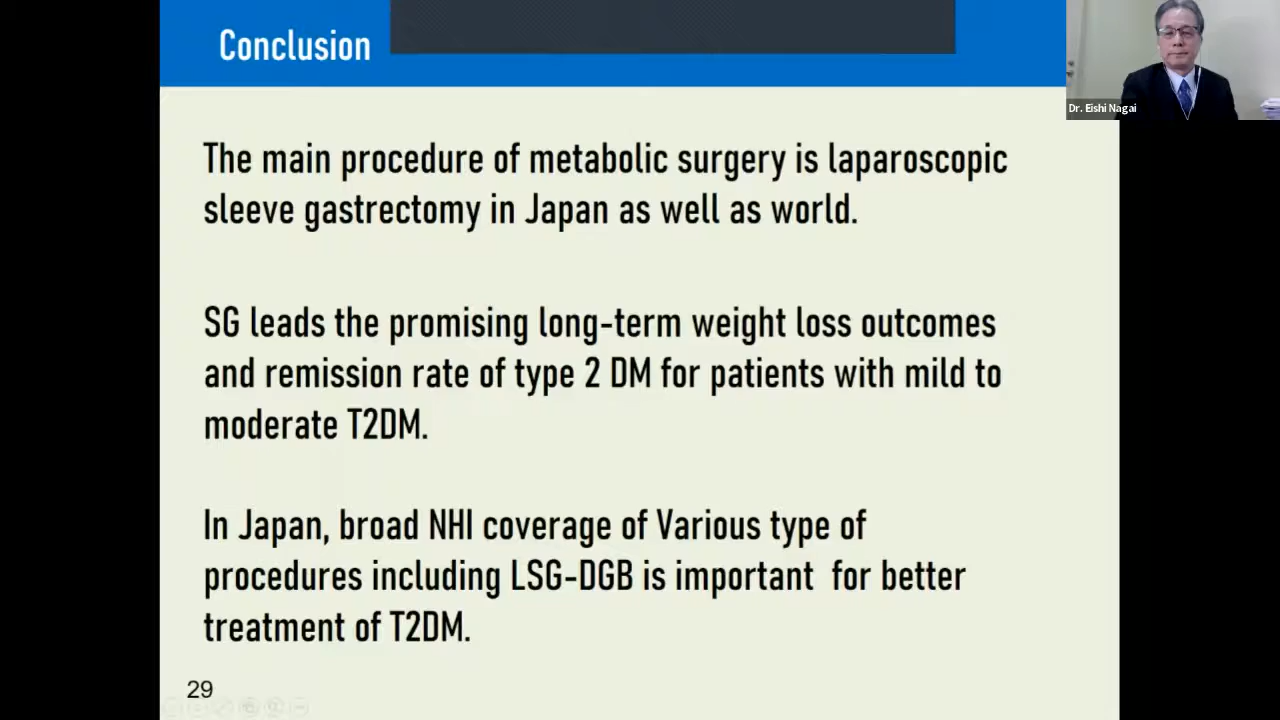 Conclusion
Dr. Eishi Nagai
The main procedure of metabolic surgery is laparoscopic
sleeve gastrectomy in Japan as well as world.
SG leads the promising long-term weight loss outcomes
and remission rate of type 2 DM for patients with mild to
moderate T2DM.
In Japan, broad NHI coverage of Various type of
procedures including LSG-DGB is important for better
treatment of T2DM.
29